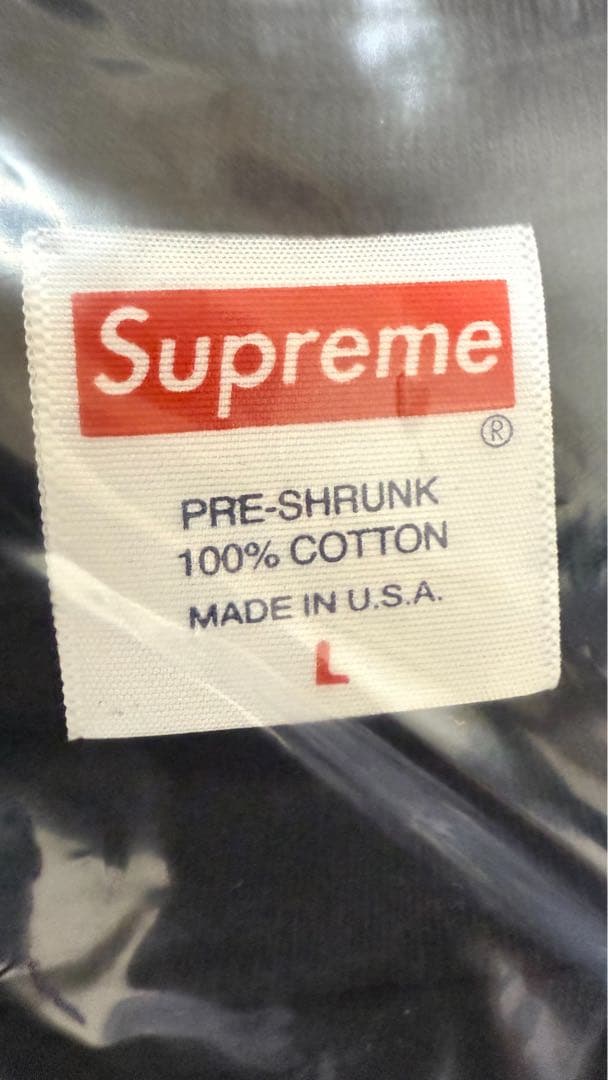 Supreme
®
PRE-SHRUNK
100% COTTON
MADE IN U.S.A.
L